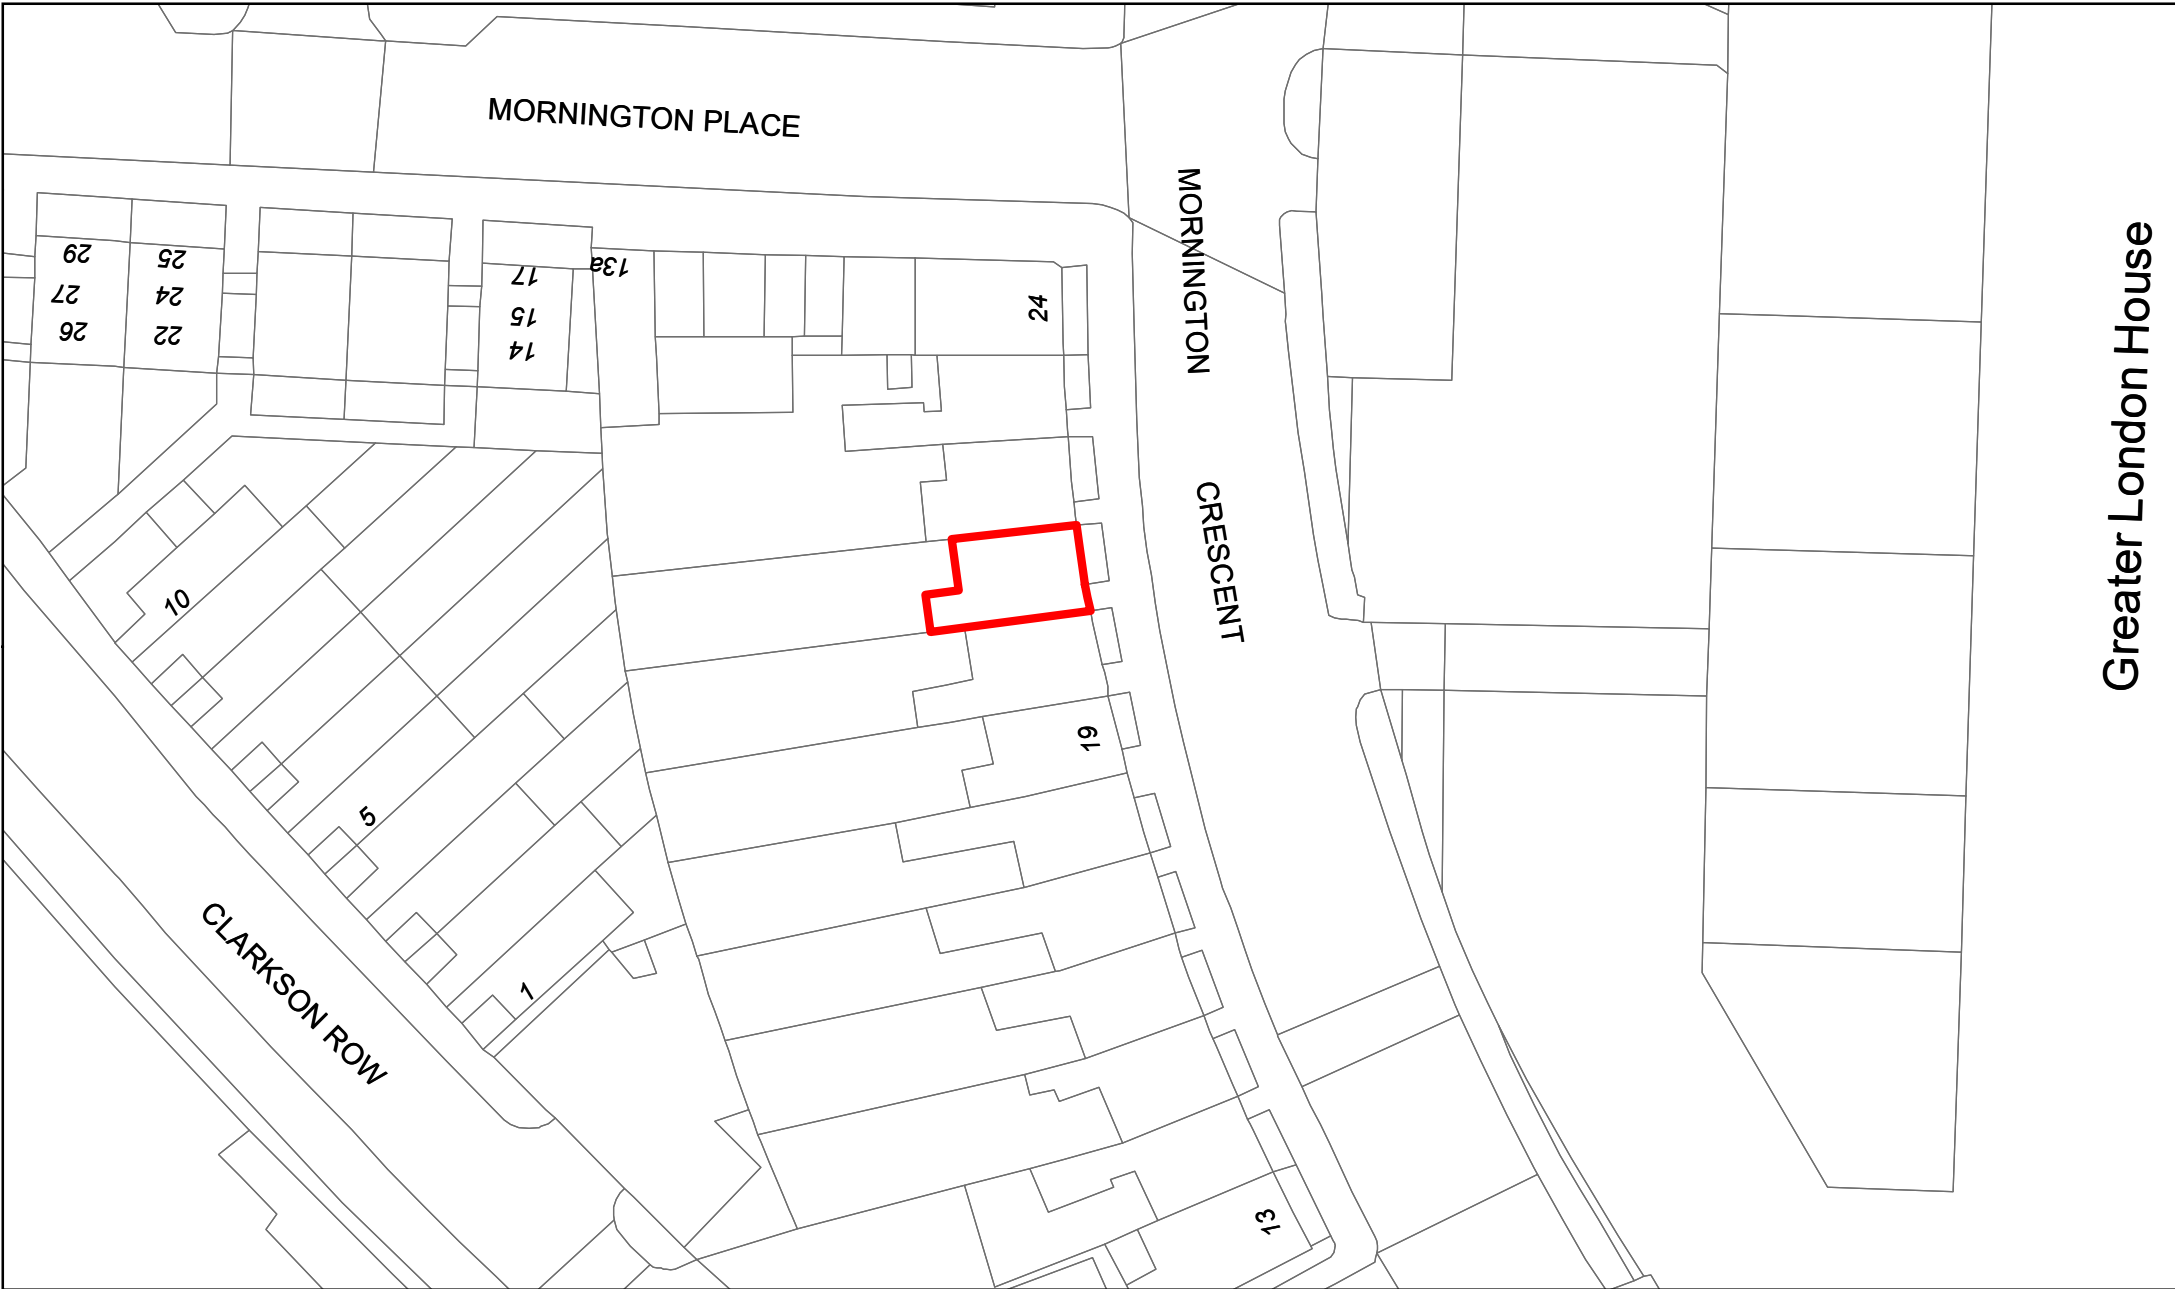 MORNINGTON PLACE
MORNINGTON
CRESCENT
Greater London House
29
27
26
25
24
22
17
15
14
13a
24
10
5
1
19
13
CLARKSON ROW